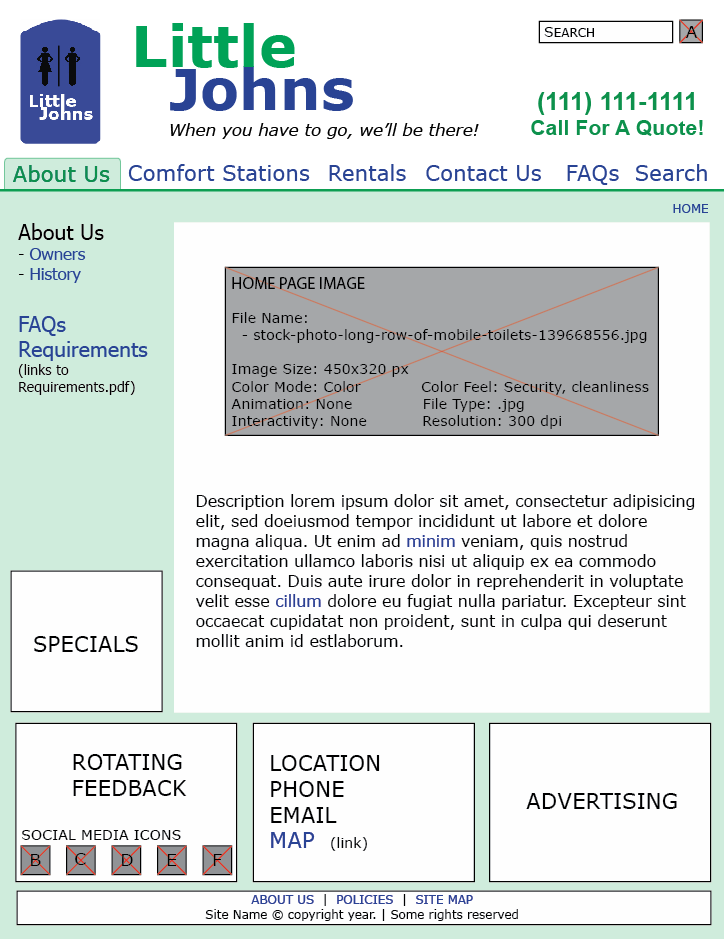 Little
Johns
Little
Johns
When you have to go, we'll be there!
SEARCH
A
(111) 111-1111
Call For A Quote!
About Us
Comfort Stations
Rentals
Contact Us
FAQs
Search
HOME
About Us
- Owners
- History
FAQs
Requirements
(links to
Requirements.pdf)
HOME PAGE IMAGE
File Name:
- stock-photo-long-row-of-mobile-toilets-139668556.jpg
Image Size: 450x320 px
Color Mode: Color Color Feel: Security, cleanliness
Animation: None File Type: .jpg
Interactivity: None Resolution: 300 dpi
Description lorem ipsum dolor sit amet, consectetur adipisicing
elit, sed doeiusmod tempor incididunt ut labore et dolore
magna aliqua. Ut enim ad minim veniam, quis nostrud
exercitation ullamco laboris nisi ut aliquip ex ea commodo
consequat. Duis aute irure dolor in reprehenderit in voluptate
velit esse cillum dolore eu fugiat nulla pariatur. Excepteur sint
occaecat cupidatat non proident, sunt in culpa qui deserunt
mollit anim id estlaborum.
SPECIALS
ROTATING
FEEDBACK
SOCIAL MEDIA ICONS
B C D E F
LOCATION
PHONE
EMAIL
MAP (link)
ADVERTISING
ABOUT US | POLICIES | SITE MAP
Site Name © copyright year. | Some rights reserved